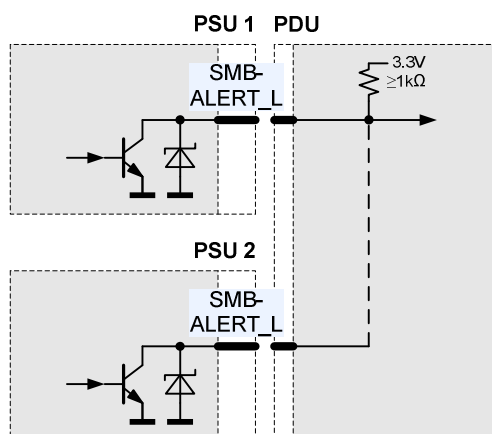 PSU 1 PDU
SMB-
ALERT_L
3.3V
≥1kΩ
PSU 2
SMB-
ALERT_L